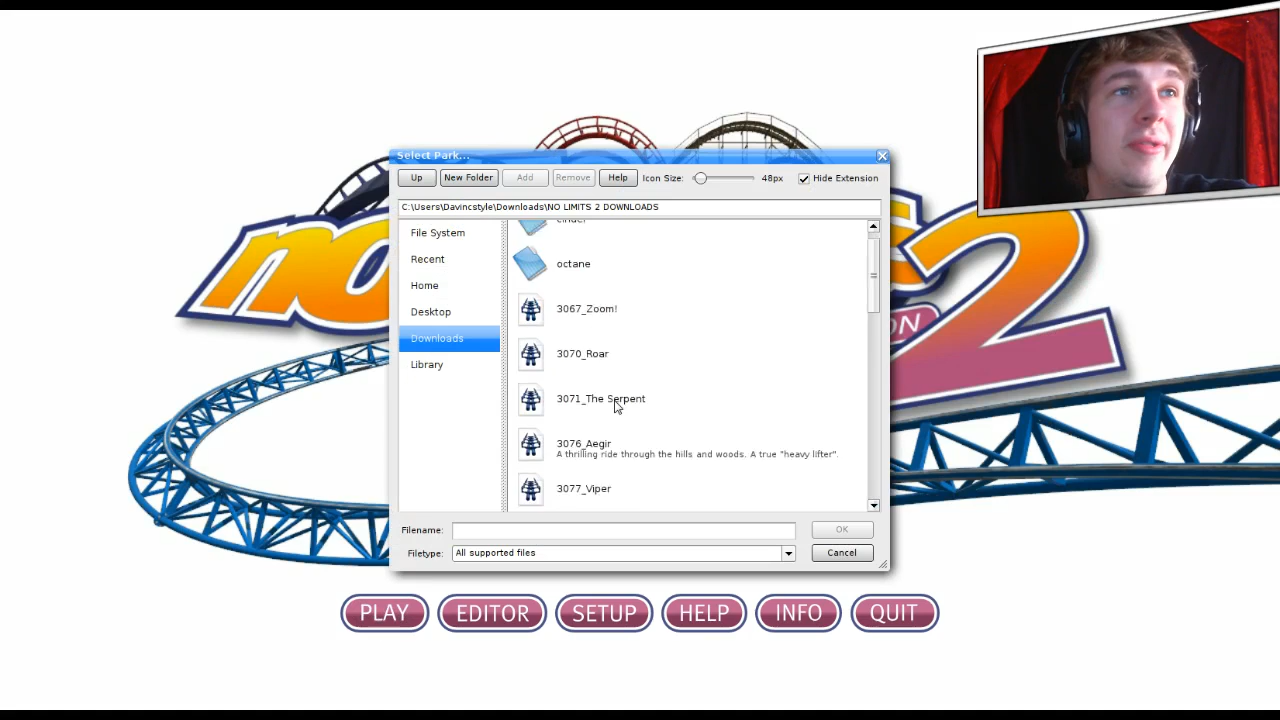 Select Park...
Up New Folder Add Remove Help Icon Size: 48px Hide Extension
C:\Users\Davincstyle\Downloads\NO LIMITS 2 DOWNLOADS
File System
Recent
Home
Desktop
Downloads
Library
octane
3067_Zoom!
3070_Roar
3071_The Serpent
3076_Aegir
A thrilling ride through the hills and woods. A true "heavy lifter".
3077_Viper
Filename: OK
Filetype: All supported files Cancel
no 2
PLAY EDITOR SETUP HELP INFO QUIT